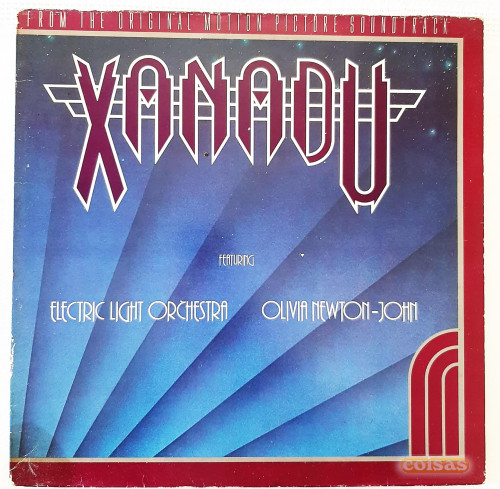 FROM THE ORIGINAL MOTION PICTURE SOUNDTRACK
XANADU
FEATURING
ELECTRIC LIGHT ORCHESTRA OLIVIA NEWTON-JOHN
coisas